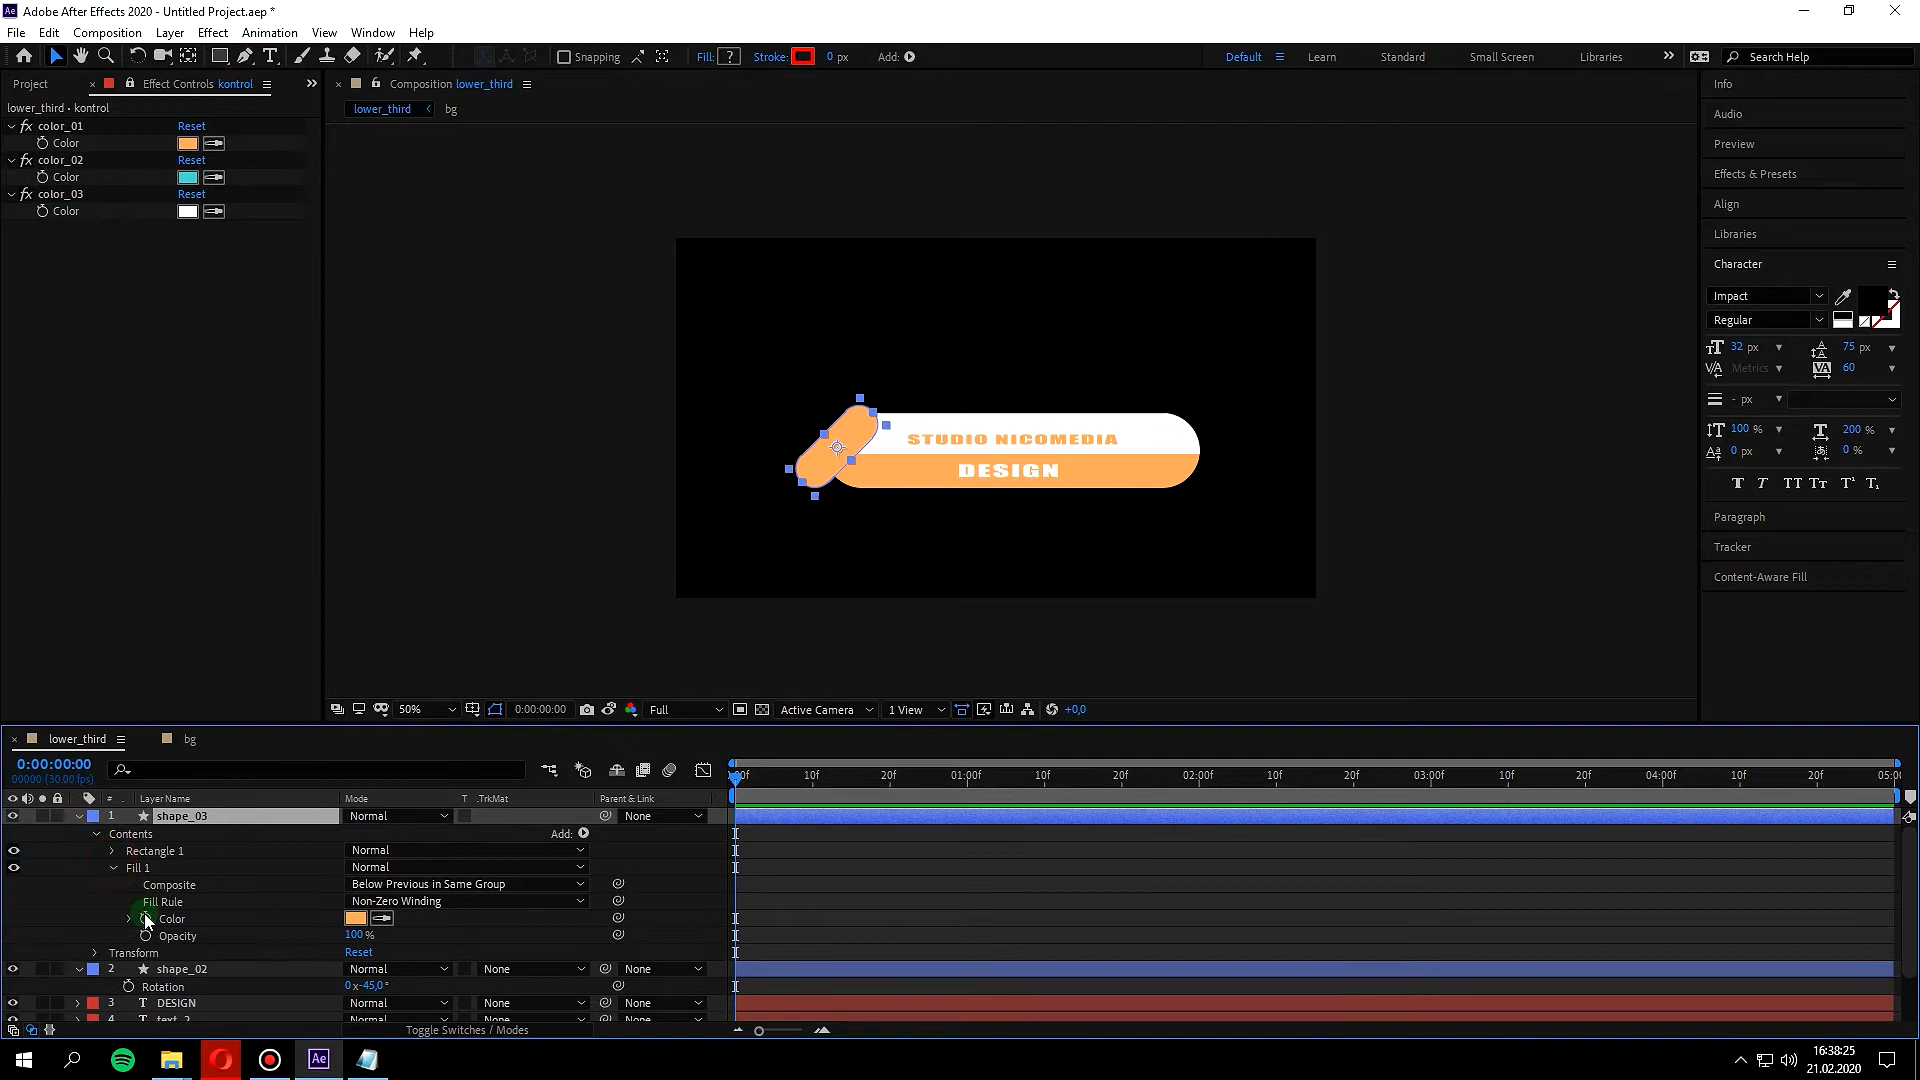 Adobe After Effects 2020 - Untitled Project.aep *
File Edit Composition Layer Effect Animation View Window Help
Snapping Fill: ? Stroke: 0 px Add: Default Learn Standard Small Screen Libraries Search Help
Project Effect Controls kontrol
lower_third • kontrol
fx color_01 Reset
Color
fx color_02 Reset
Color
fx color_03 Reset
Color
Composition lower_third
lower_third bg
STUDIO NICOMEDIA
DESIGN
50% 0:00:00:00 Full Active Camera 1 View +0,0
Info
Audio
Preview
Effects & Presets
Align
Libraries
Character
Impact
Regular
32 px 75 px
Metrics 60
- px
100 % 200 %
0 px 0 %
T T TT Tt T¹ T₁
Paragraph
Tracker
Content-Aware Fill
lower_third bg
0:00:00:00
00000 (30.00 fps)
10f 20f 01:00f 10f 20f 02:00f 10f 20f 03:00f 10f 20f 04:00f 10f 20f
# Layer Name Mode T .TrkMat Parent & Link
1 shape_03 Normal None
Contents Add:
Rectangle 1 Normal
Fill 1 Normal
Composite Below Previous in Same Group
Fill Rule Non-Zero Winding
Color
Opacity 100 %
Transform Reset
2 shape_02 Normal None None
Rotation 0x-45,0°
3 T DESIGN Normal None None
4 T text_2 Normal None None
Toggle Switches / Modes
Ae
16:38:25
21.02.2020